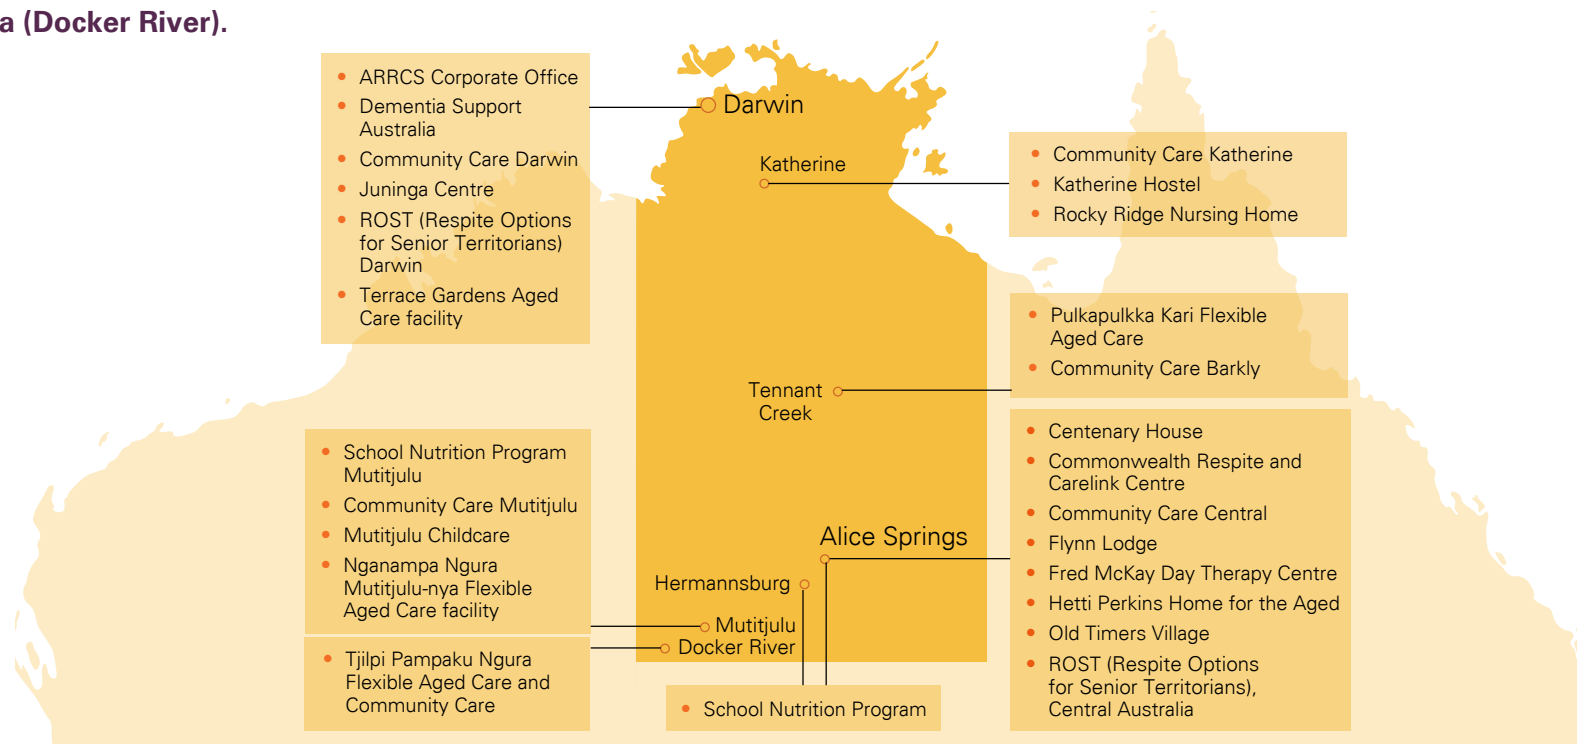 a (Docker River).
ARRCS Corporate Office
Dementia Support
Australia
Community Care Darwin
Juninga Centre
ROST (Respite Options
for Senior Territorians)
Darwin
Terrace Gardens Aged
Care facility
Darwin
Katherine
Community Care Katherine
Katherine Hostel
Rocky Ridge Nursing Home
Pulkapulkka Kari Flexible
Aged Care
Community Care Barkly
Tennant
Creek
School Nutrition Program
Mutitjulu
Community Care Mutitjulu
Mutitjulu Childcare
Nganampa Ngura
Mutitjulu-nya Flexible
Aged Care facility
Tjilpi Pampaku Ngura
Flexible Aged Care and
Community Care
Alice Springs
Hermannsburg
Mutitjulu
Docker River
School Nutrition Program
Centenary House
Commonwealth Respite and
Carelink Centre
Community Care Central
Flynn Lodge
Fred McKay Day Therapy Centre
Hetti Perkins Home for the Aged
Old Timers Village
ROST (Respite Options
for Senior Territorians),
Central Australia